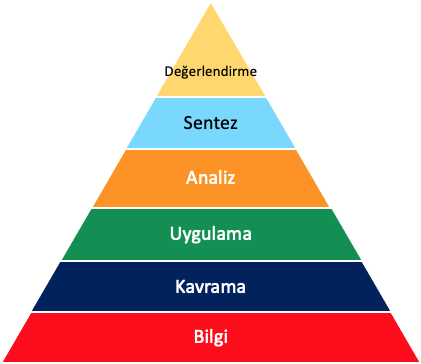 Değerlendirme
Sentez
Analiz
Uygulama
Kavrama
Bilgi